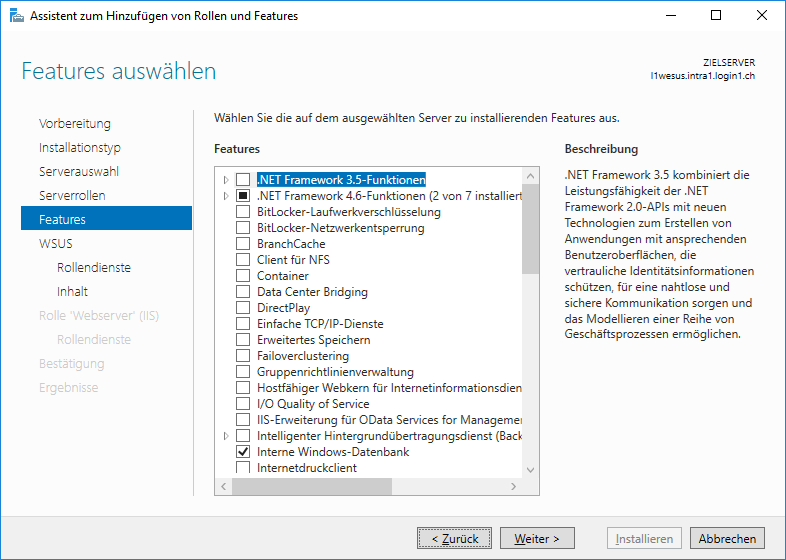 Assistent zum Hinzufügen von Rollen und Features
Features auswählen
ZIELSERVER
l1wesus.intra1.login1.ch
Vorbereitung
Installationstyp
Serverauswahl
Serverrollen
Features
WSUS
Rollendienste
Inhalt
Rolle 'Webserver' (IIS)
Rollendienste
Bestätigung
Ergebnisse
Wählen Sie die auf dem ausgewählten Server zu installierenden Features aus.
Features
.NET Framework 3.5-Funktionen
.NET Framework 4.6-Funktionen (2 von 7 installiert
BitLocker-Laufwerkverschlüsselung
BitLocker-Netzwerkentsperrung
BranchCache
Client für NFS
Container
Data Center Bridging
DirectPlay
Einfache TCP/IP-Dienste
Erweitertes Speichern
Failoverclustering
Gruppenrichtlinienverwaltung
Hostfähiger Webkern für Internetinformationsdien
I/O Quality of Service
IIS-Erweiterung für OData Services for Manageme
Intelligenter Hintergrundübertragungsdienst (Back
Interne Windows-Datenbank
Internetdruckclient
Beschreibung
.NET Framework 3.5 kombiniert die
Leistungsfähigkeit der .NET
Framework 2.0-APIs mit neuen
Technologien zum Erstellen von
Anwendungen mit ansprechenden
Benutzeroberflächen, die
vertrauliche Identitätsinformationen
schützen, für eine nahtlose und
sichere Kommunikation sorgen und
das Modellieren einer Reihe von
Geschäftsprozessen ermöglichen.
< Zurück
Weiter >
Installieren
Abbrechen